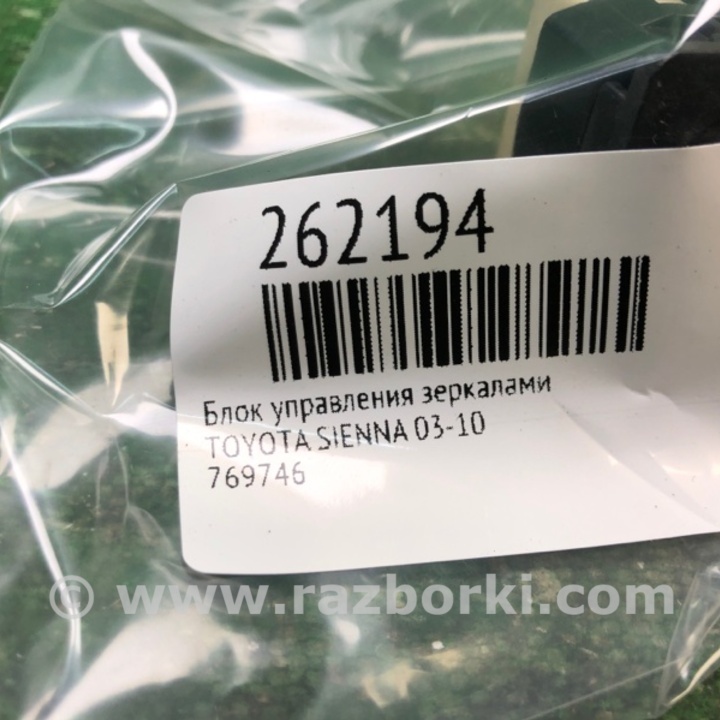 262194
Блок управления зеркалами
TOYOTA SIENNA 03-10
769746
© www.razborki.com